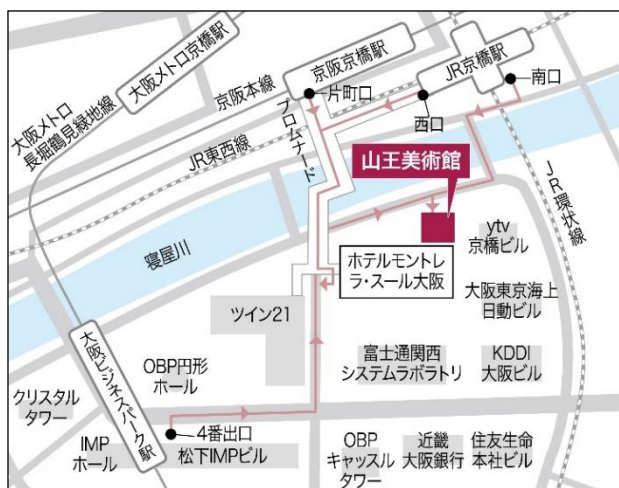 大阪メトロ京橋駅
京阪京橋駅
JR京橋駅
南口
片町口
西口
京阪本線
大阪メトロ
長堀鶴見緑地線
JR東西線
プロムナード
山王美術館
JR環状線
寝屋川
ytv
京橋ビル
ホテルモントレ
ラ・スール大阪
大阪東京海上
日動ビル
ツイン21
大阪ビジネスパーク駅
OBP円形
ホール
富士通関西
システムラボラトリ
KDDI
大阪ビル
クリスタル
タワー
4番出口
IMP
ホール
松下IMPビル
OBP
キャッスル
タワー
近畿
大阪銀行
住友生命
本社ビル